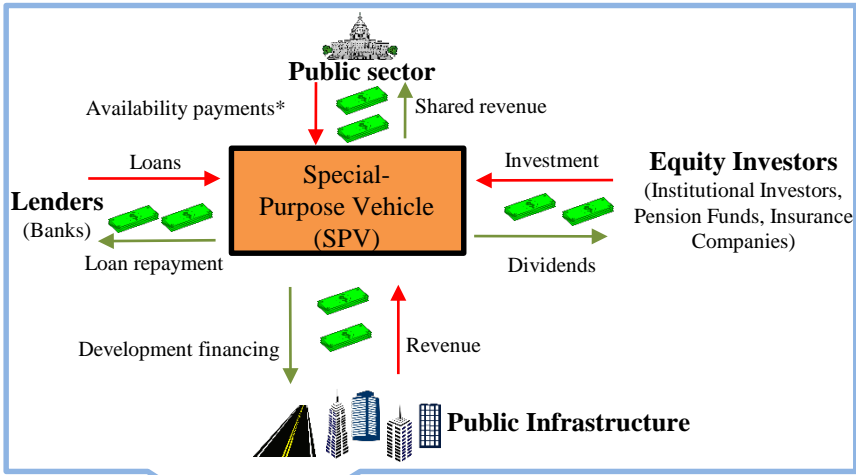 Public sector
Availability payments*
Shared revenue
Loans
Special-
Purpose Vehicle
(SPV)
Investment
Equity Investors
(Institutional Investors,
Pension Funds, Insurance
Companies)
Lenders
(Banks)
Loan repayment
Dividends
Development financing
Revenue
Public Infrastructure